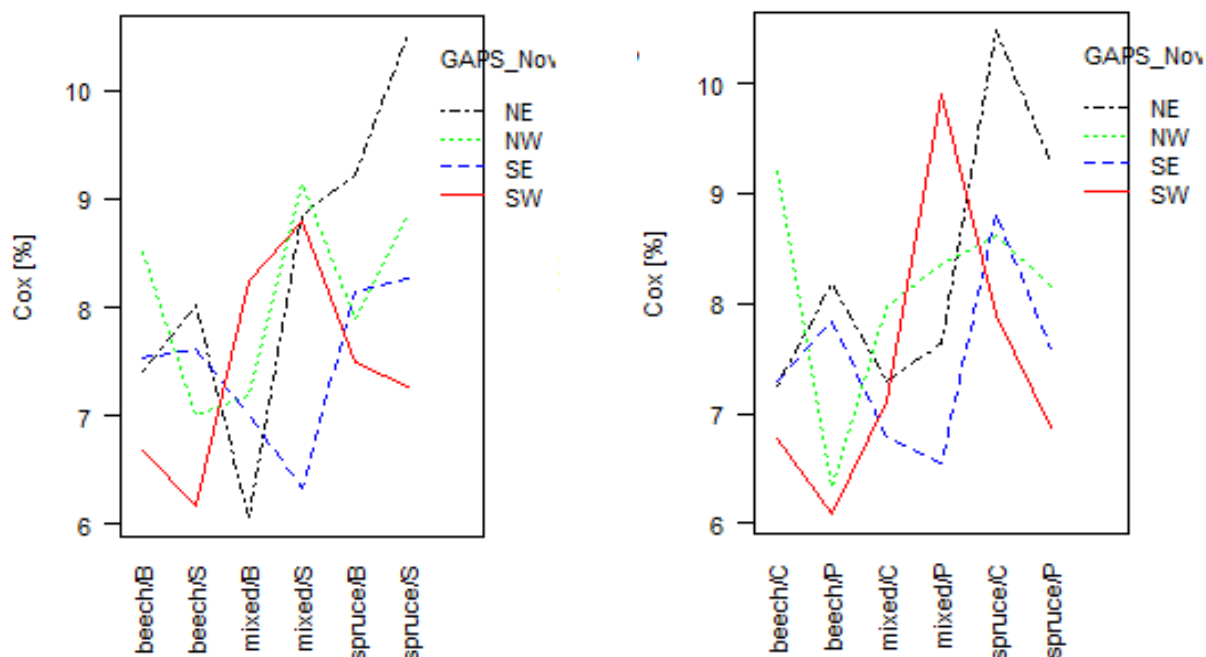 GAPS_Nov
NE
NW
SE
SW
10
9
8
7
6
Cox [%]
beech/B
beech/S
mixed/B
mixed/S
spruce/B
spruce/S
GAPS_Nov
NE
NW
SE
SW
10
9
8
7
6
Cox [%]
beech/C
beech/P
mixed/C
mixed/P
spruce/C
spruce/P